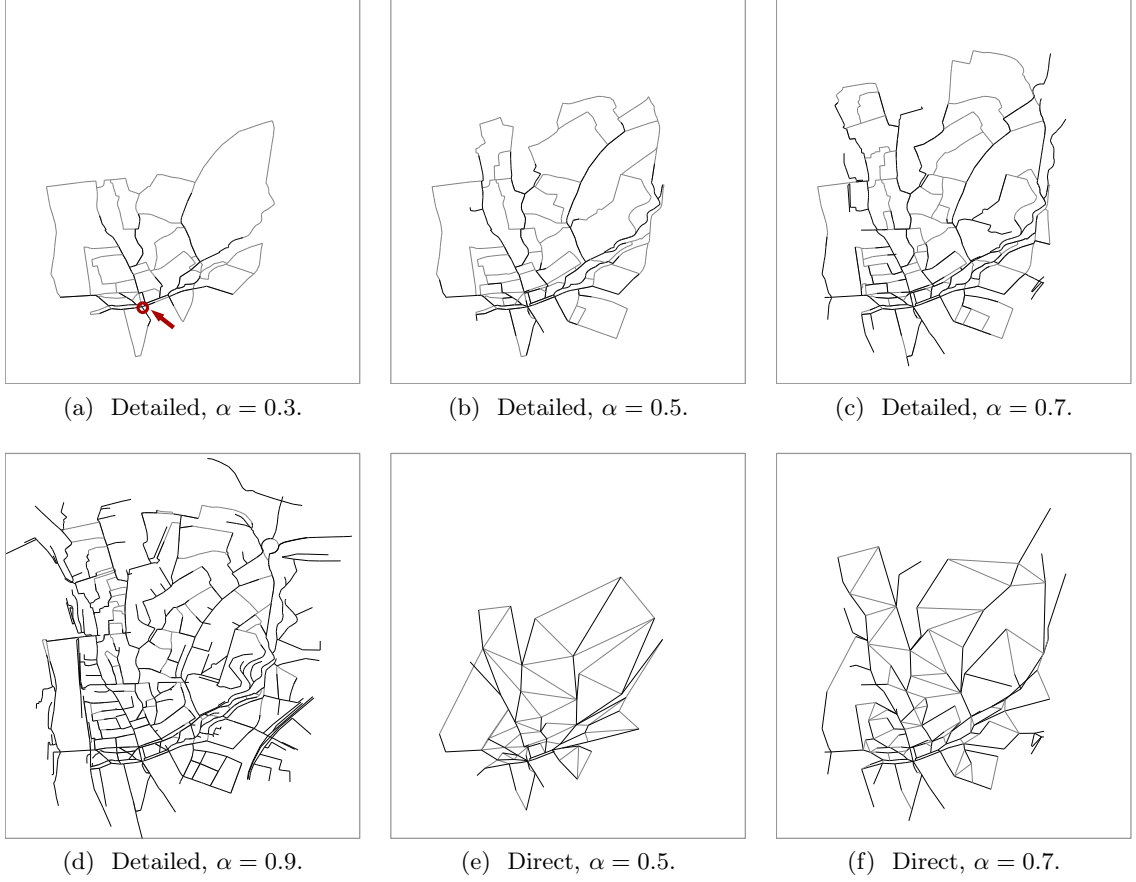 (a) Detailed, α = 0.3.
(b) Detailed, α = 0.5.
(c) Detailed, α = 0.7.
(d) Detailed, α = 0.9.
(e) Direct, α = 0.5.
(f) Direct, α = 0.7.